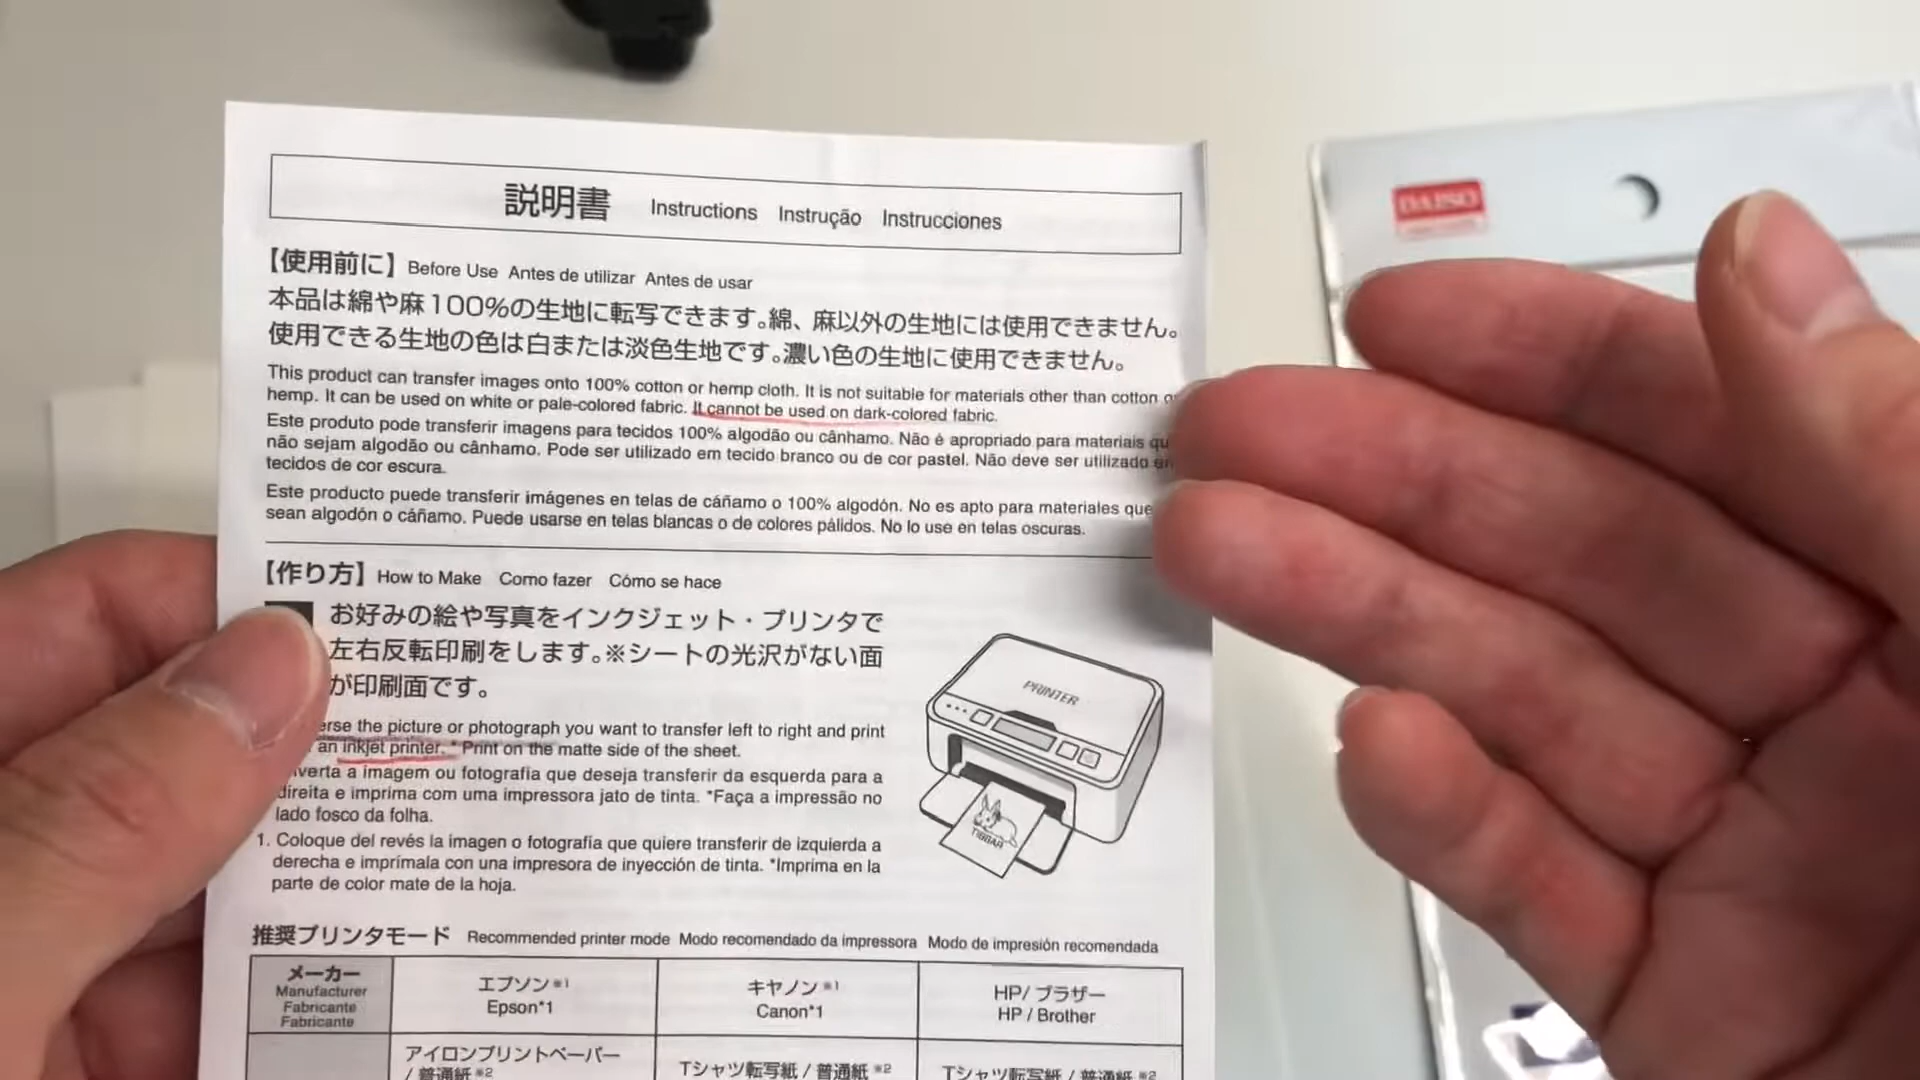 説明書 Instructions Instrução Instrucciones
DAISO
【使用前に】Before Use Antes de utilizar Antes de usar
本品は綿や麻100%の生地に転写できます。綿、麻以外の生地には使用できません。
使用できる生地の色は白または淡色生地です。濃い色の生地に使用できません。
This product can transfer images onto 100% cotton or hemp cloth. It is not suitable for materials other than cotton
hemp. It can be used on white or pale-colored fabric. It cannot be used on dark-colored fabric.
Este produto pode transferir imagens para tecidos 100% algodão ou cânhamo. Não é apropriado para materiais
não sejam algodão ou cânhamo. Pode ser utilizado em tecido branco ou de cor pastel. Não deve ser utilizado
tecidos de cor escura.
Este producto puede transferir imágenes en telas de cáñamo o 100% algodón. No es apto para materiales que
sean algodón o cáñamo. Puede usarse en telas blancas o de colores pálidos. No lo use en telas oscuras.
【作り方】How to Make Como fazer Cómo se hace
お好みの絵や写真をインクジェット・プリンタで
左右反転印刷をします。※シートの光沢がない面
が印刷面です。
the picture or photograph you want to transfer left to right and print
an inkjet printer. *Print on the matte side of the sheet.
a imagem ou fotografia que deseja transferir da esquerda para a
direita e imprima com uma impressora jato de tinta. *Faça a impressão no
lado fosco da folha.
1. Coloque del revés la imagen o fotografía que quiere transferir de izquierda a
derecha e imprímala con una impresora de inyección de tinta. *Imprima en la
parte de color mate de la hoja.
PRINTER
推奨プリンタモード Recommended printer mode Modo recomendado da impressora Modo de impresión recomendada
メーカー
Manufacturer
Fabricante
Fabricante
エプソン※1
Epson*1
キヤノン※1
Canon*1
HP/ブラザー
HP / Brother
アイロンプリントペーパー
/ 普通紙※2
Tシャツ転写紙 / 普通紙※2
Tシャツ転写紙 / 普通紙※2